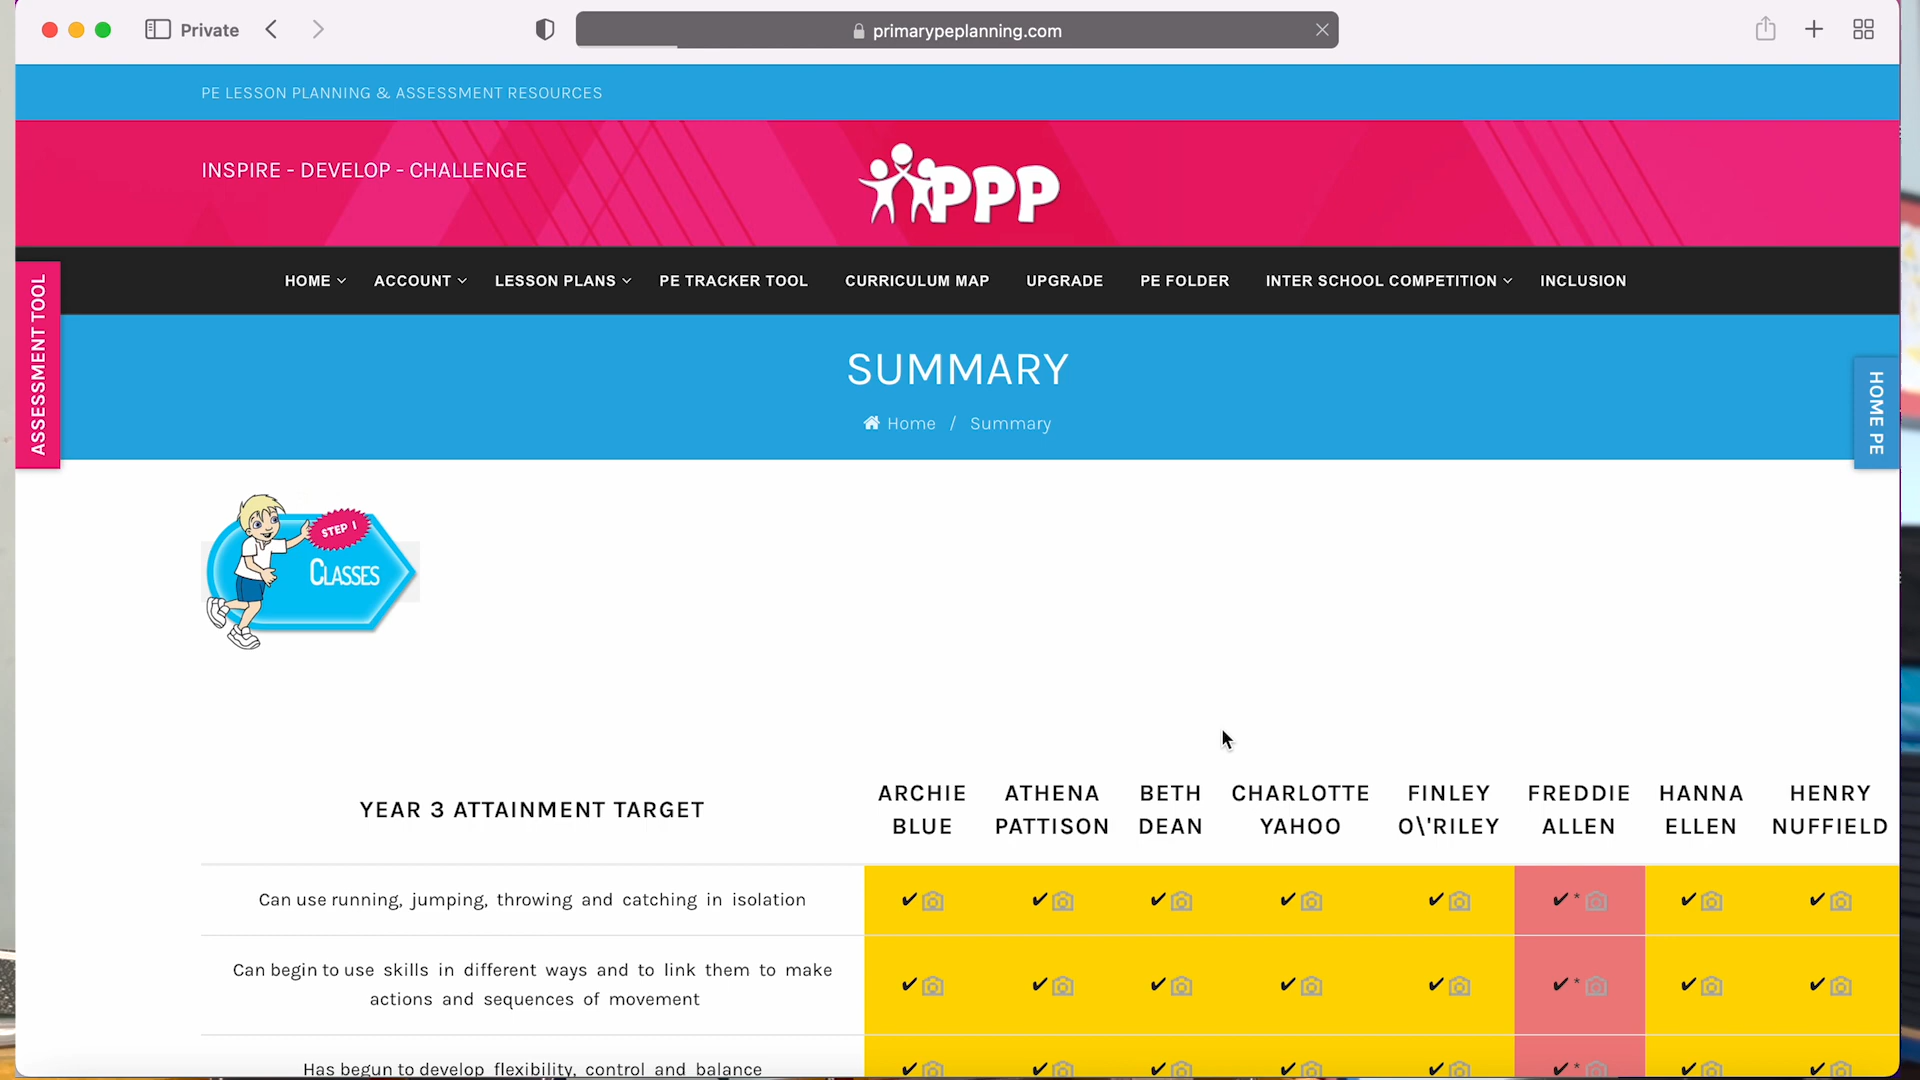 Private
primarypeplanning.com
PE LESSON PLANNING & ASSESSMENT RESOURCES
INSPIRE - DEVELOP - CHALLENGE
PPP
HOME ACCOUNT LESSON PLANS PE TRACKER TOOL CURRICULUM MAP UPGRADE PE FOLDER INTER SCHOOL COMPETITION INCLUSION
ASSESSMENT TOOL
HOME PE
SUMMARY
Home / Summary
STEP 1
CLASSES
YEAR 3 ATTAINMENT TARGET
ARCHIE BLUE
ATHENA PATTISON
BETH DEAN
CHARLOTTE YAHOO
FINLEY O\'RILEY
FREDDIE ALLEN
HANNA ELLEN
HENRY NUFFIELD
Can use running, jumping, throwing and catching in isolation
✔ ✔ ✔ ✔ ✔ ✔ * ✔ ✔
Can begin to use skills in different ways and to link them to make
actions and sequences of movement
✔ ✔ ✔ ✔ ✔ ✔ * ✔ ✔
Has begun to develop flexibility, control and balance
✔ ✔ ✔ ✔ ✔ ✔ * ✔ ✔